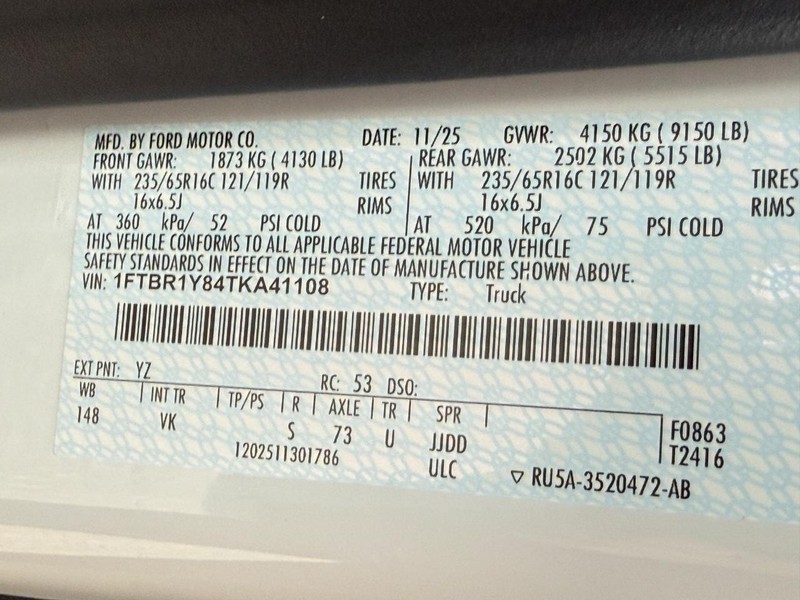 MFD. BY FORD MOTOR CO. DATE: 11/25 GVWR: 4150 KG ( 9150 LB)
FRONT GAWR: 1873 KG ( 4130 LB) REAR GAWR: 2502 KG ( 5515 LB)
WITH 235/65R16C 121/119R TIRES WITH 235/65R16C 121/119R TIRES
16x6.5J RIMS 16x6.5J RIMS
AT 360 kPa/ 52 PSI COLD AT 520 kPa/ 75 PSI COLD
THIS VEHICLE CONFORMS TO ALL APPLICABLE FEDERAL MOTOR VEHICLE
SAFETY STANDARDS IN EFFECT ON THE DATE OF MANUFACTURE SHOWN ABOVE.
VIN: 1FTBR1Y84TKA41108 TYPE: Truck
EXT PNT: YZ RC: 53 DSO:
WB INT TR TP/PS R AXLE TR SPR F0863
148 VK S 73 U JJDD T2416
1202511301786 ULC ▽ RU5A-3520472-AB